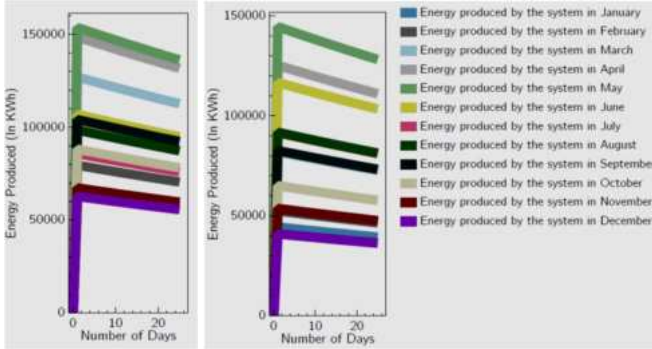 Energy Produced (In KWh)
150000
100000
50000
0
0
20
Number of Days
Energy Produced (In KWh)
150000
100000
50000
0
0
20
Number of Days
Energy produced by the system in January
Energy produced by the system in February
Energy produced by the system in March
Energy produced by the system in April
Energy produced by the system in May
Energy produced by the system in June
Energy produced by the system in July
Energy produced by the system in August
Energy produced by the system in Septembe
Energy produced by the system in October
Energy produced by the system in November
Energy produced by the system in December